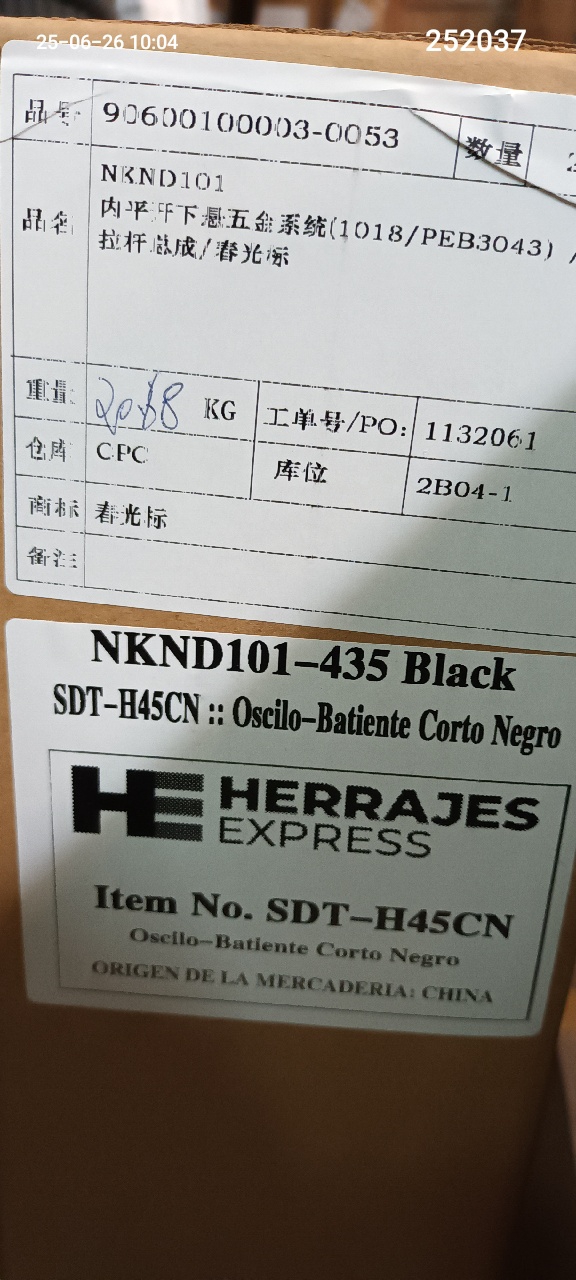 25-06-26 10:04
252037
品号 90600100003-0053 数量
品名 NKND101
内平开下悬五金系统(1018/PEB3043) /
拉杆总成/春光标
重量 KG 工单号/PO: 1132061
仓库 CPC 库位 2B04-1
商标 春光标
备注
NKND101-435 Black
SDT-H45CN :: Oscilo-Batiente Corto Negro
HE HERRAJES
EXPRESS
Item No. SDT-H45CN
Oscilo-Batiente Corto Negro
ORIGEN DE LA MERCADERIA: CHINA